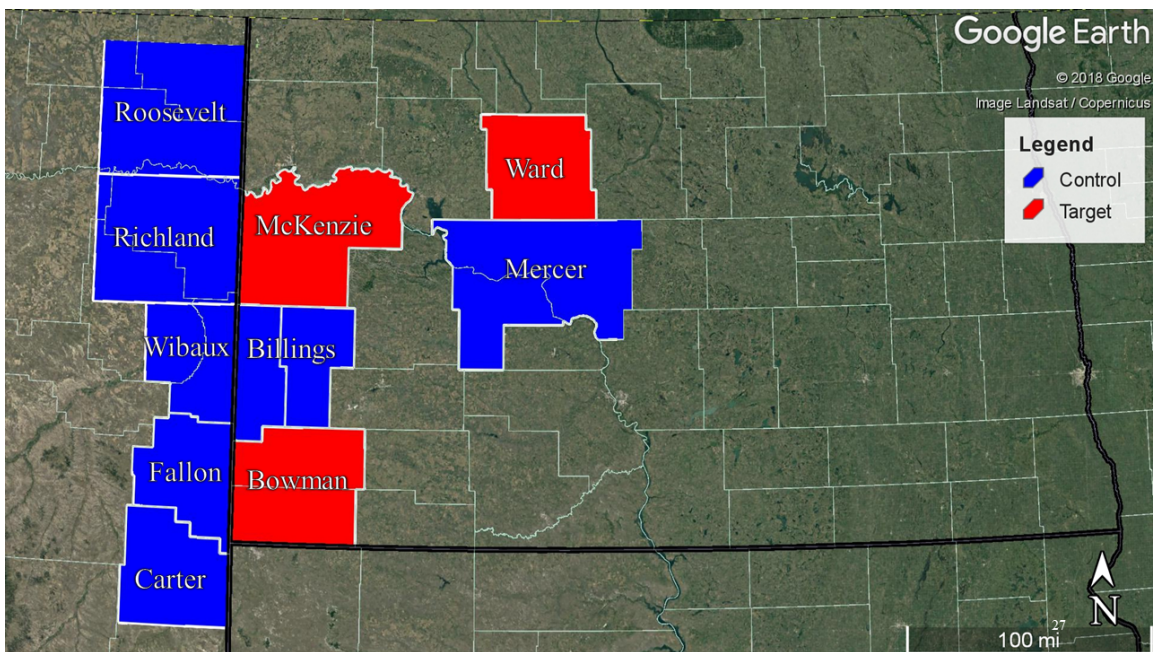 Google Earth
© 2018 Google
Image Landsat / Copernicus
Legend
Control
Target
Roosevelt
Ward
McKenzie
Richland
Mercer
Wibaux
Billings
Fallon
Bowman
Carter
N
27
100 mi